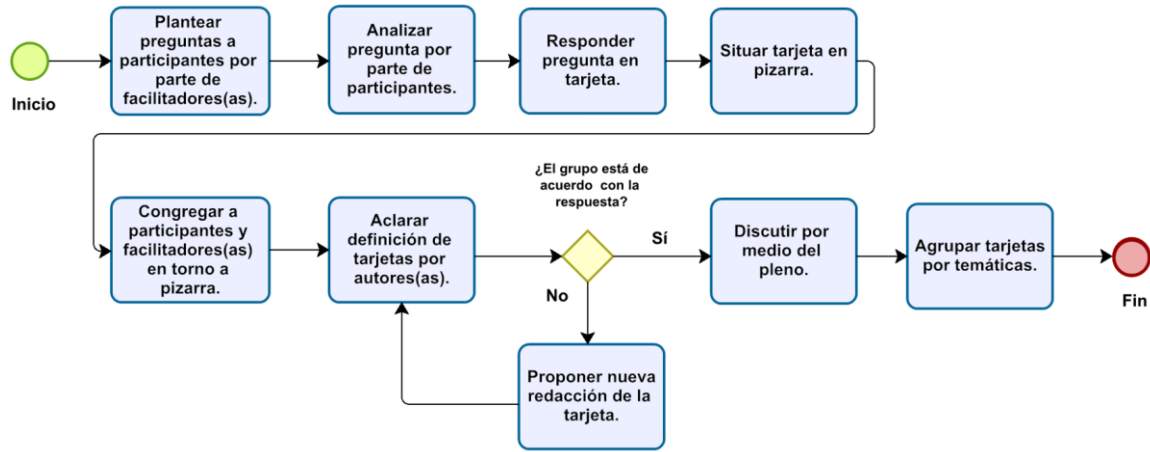 Inicio
Plantear
preguntas a
participantes por
parte de
facilitadores(as).
Analizar
pregunta por
parte de
participantes.
Responder
pregunta en
tarjeta.
Situar tarjeta en
pizarra.
Congregar a
participantes y
facilitadores(as)
en torno a
pizarra.
Aclarar
definición de
tarjetas por
autores(as).
¿El grupo está de
acuerdo con la
respuesta?
Sí
No
Proponer nueva
redacción de la
tarjeta.
Discutir por
medio del
pleno.
Agrupar tarjetas
por temáticas.
Fin